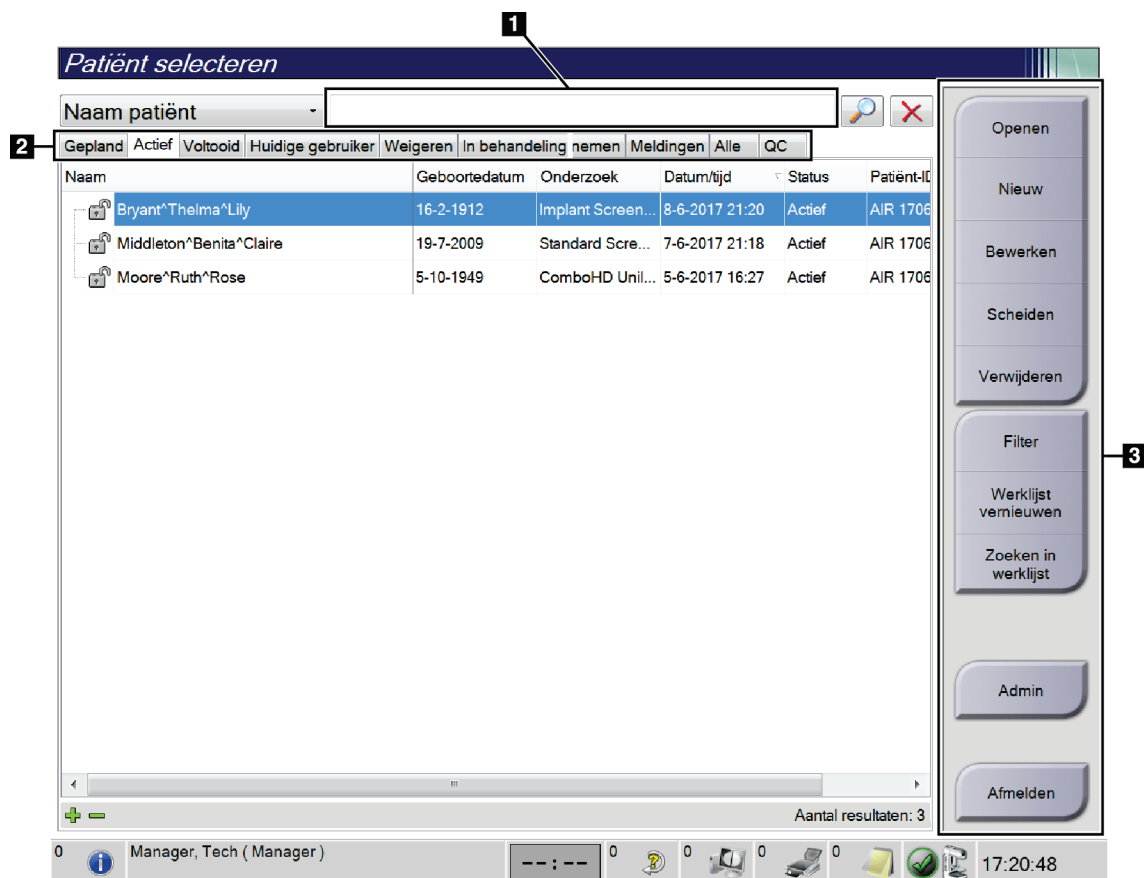 1
Patiënt selecteren
Naam patiënt
2
Gepland Actief Voltooid Huidige gebruiker Weigeren In behandeling nemen Meldingen Alle QC
Naam Geboortedatum Onderzoek Datum/tijd Status Patiënt-ID
Bryant^Thelma^Lily 16-2-1912 Implant Screen... 8-6-2017 21:20 Actief AIR 1706
Middleton^Benita^Claire 19-7-2009 Standard Scre... 7-6-2017 21:18 Actief AIR 1706
Moore^Ruth^Rose 5-10-1949 ComboHD Unil... 5-6-2017 16:27 Actief AIR 1706
Openen
Nieuw
Bewerken
Scheiden
Verwijderen
Filter
3
Werklijst
vernieuwen
Zoeken in
werklijst
Admin
Afmelden
Aantal resultaten: 3
0 Manager, Tech ( Manager ) --:-- 0 0 0 0 17:20:48